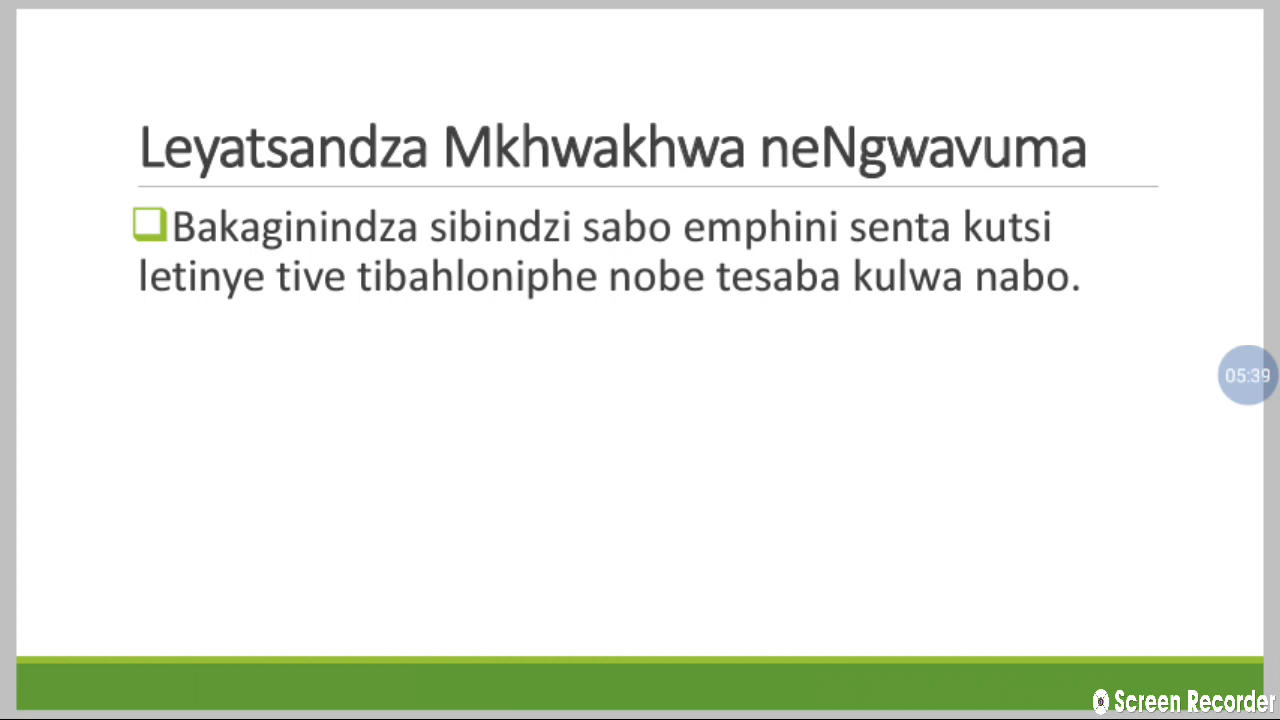 Leyatsandza Mkhwakhwa neNgwavuma
Bakaginindza sibindzi sabo emphini senta kutsi
letinye tive tibahloniphe nobe tesaba kulwa nabo.
05:39
Screen Recorder